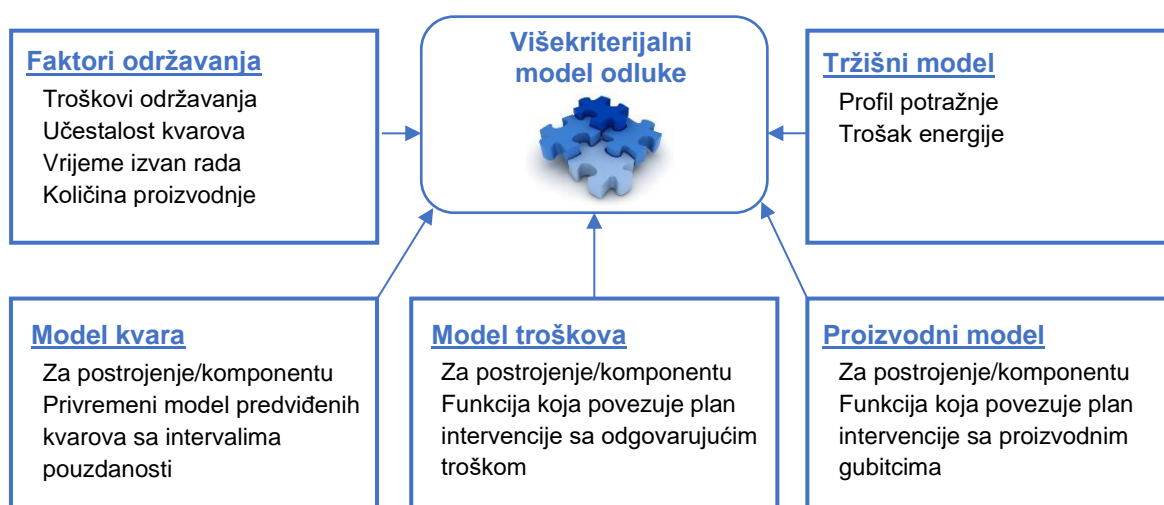 Faktori održavanja
Troškovi održavanja
Učestalost kvarova
Vrijeme izvan rada
Količina proizvodnje
Višekriterijalni
model odluke
Tržišni model
Profil potražnje
Trošak energije
Model kvara
Za postrojenje/komponentu
Privremeni model predviđenih
kvarova sa intervalima
pouzdanosti
Model troškova
Za postrojenje/komponentu
Funkcija koja povezuje plan
intervencije sa odgovarujućim
troškom
Proizvodni model
Za postrojenje/komponentu
Funkcija koja povezuje plan
intervencije sa proizvodnim
gubitcima